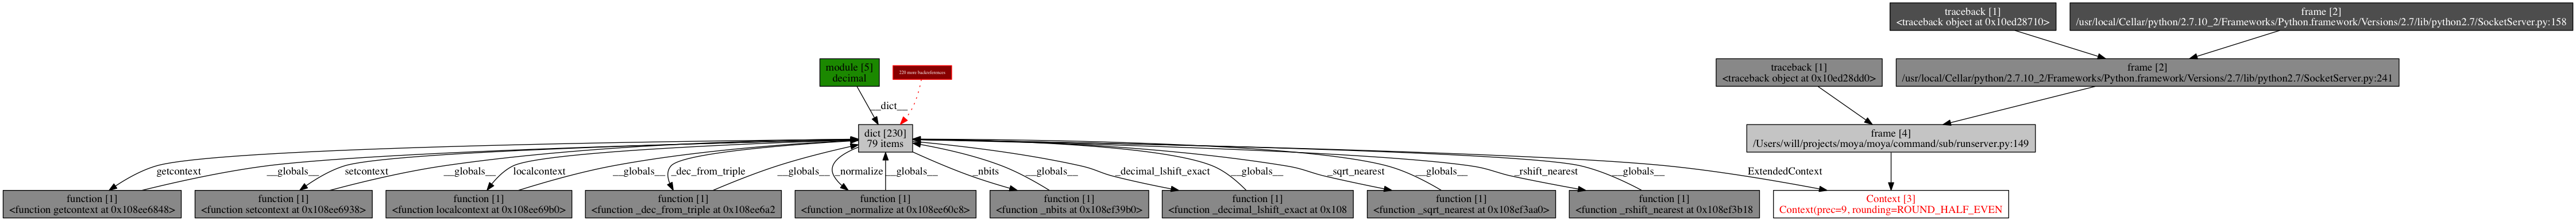 traceback [1]
<traceback object at 0x10ed28710>
frame [2]
/usr/local/Cellar/python/2.7.10_2/Frameworks/Python.framework/Versions/2.7/lib/python2.7/SocketServer.py:158
module [5]
decimal
228 more backreferences
traceback [1]
<traceback object at 0x10ed28dd0>
frame [2]
/usr/local/Cellar/python/2.7.10_2/Frameworks/Python.framework/Versions/2.7/lib/python2.7/SocketServer.py:241
__dict__
dict [230]
79 items
frame [4]
/Users/will/projects/moya/moya/command/sub/runserver.py:149
getcontext
__globals__
setcontext
__globals__
localcontext
__globals__
_dec_from_triple
__globals__
_normalize
__globals__
_nbits
__globals__
_decimal_lshift_exact
__globals__
_sqrt_nearest
__globals__
_rshift_nearest
__globals__
ExtendedContext
function [1]
<function getcontext at 0x108ee6848>
function [1]
<function setcontext at 0x108ee6938>
function [1]
<function localcontext at 0x108ee69b0>
function [1]
<function _dec_from_triple at 0x108ee6a2
function [1]
<function _normalize at 0x108ee60c8>
function [1]
<function _nbits at 0x108ef39b0>
function [1]
<function _decimal_lshift_exact at 0x108
function [1]
<function _sqrt_nearest at 0x108ef3aa0>
function [1]
<function _rshift_nearest at 0x108ef3b18
Context [3]
Context(prec=9, rounding=ROUND_HALF_EVEN